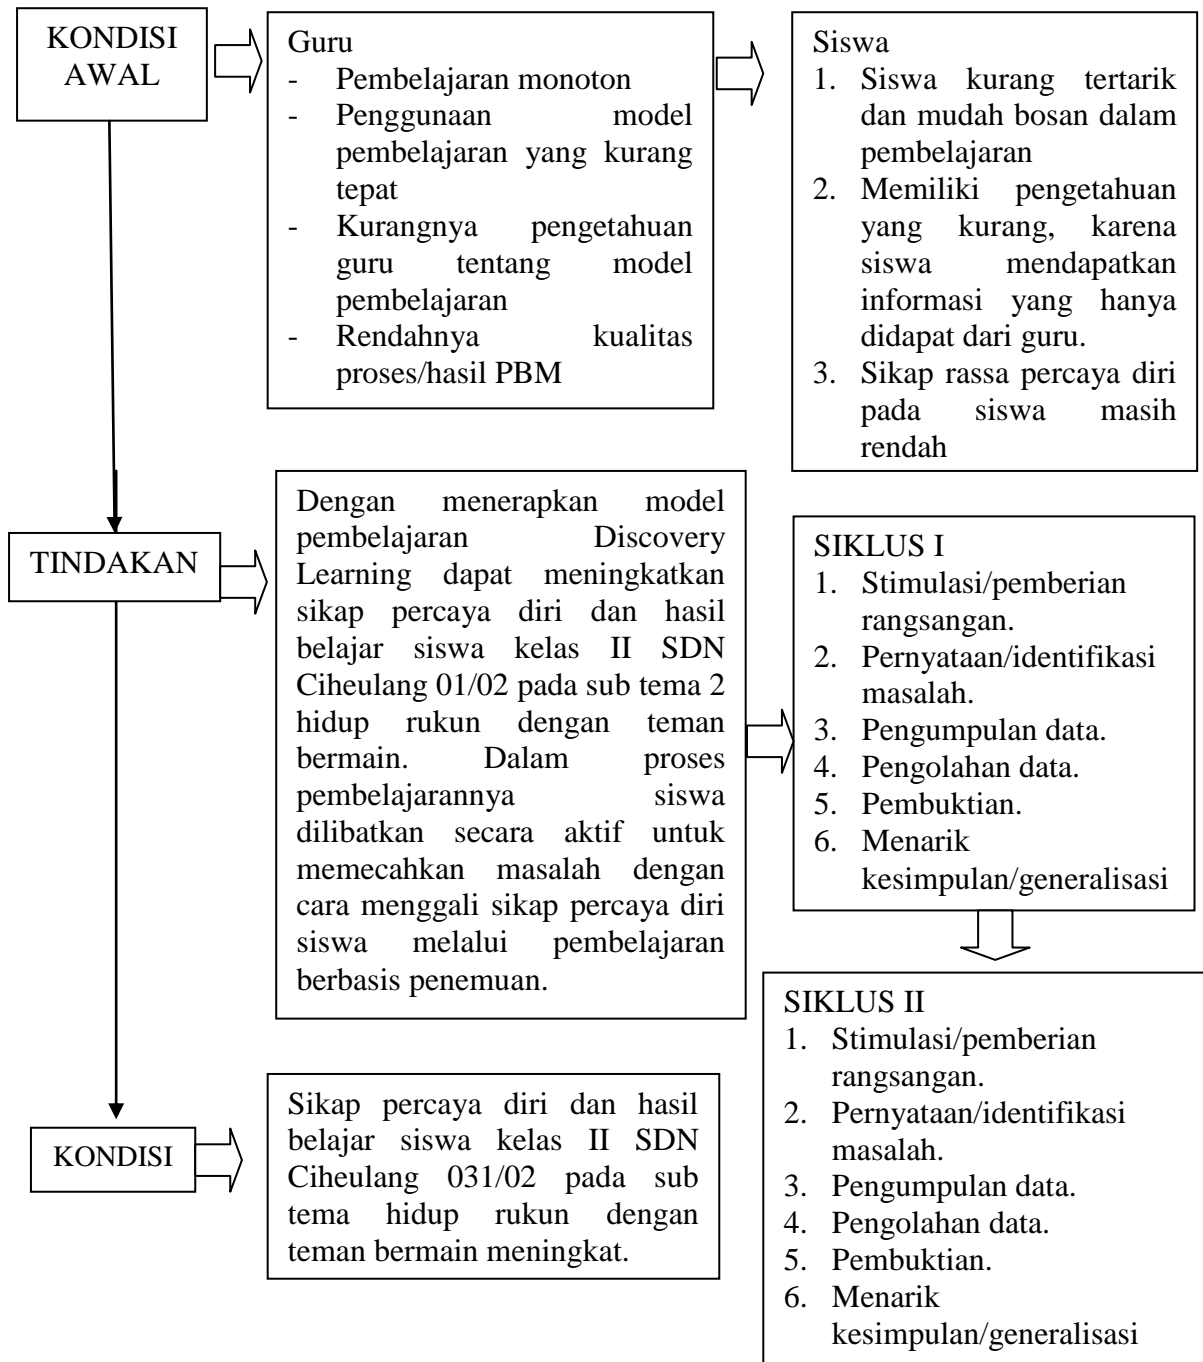 KONDISI
AWAL
Guru
- Pembelajaran monoton
- Penggunaan model
pembelajaran yang kurang
tepat
- Kurangnya pengetahuan
guru tentang model
pembelajaran
- Rendahnya kualitas
proses/hasil PBM
Siswa
1. Siswa kurang tertarik
dan mudah bosan dalam
pembelajaran
2. Memiliki pengetahuan
yang kurang, karena
siswa mendapatkan
informasi yang hanya
didapat dari guru.
3. Sikap rassa percaya diri
pada siswa masih
rendah
TINDAKAN
Dengan menerapkan model
pembelajaran Discovery
Learning dapat meningkatkan
sikap percaya diri dan hasil
belajar siswa kelas II SDN
Ciheulang 01/02 pada sub tema 2
hidup rukun dengan teman
bermain. Dalam proses
pembelajarannya siswa
dilibatkan secara aktif untuk
memecahkan masalah dengan
cara menggali sikap percaya diri
siswa melalui pembelajaran
berbasis penemuan.
SIKLUS I
1. Stimulasi/pemberian
rangsangan.
2. Pernyataan/identifikasi
masalah.
3. Pengumpulan data.
4. Pengolahan data.
5. Pembuktian.
6. Menarik
kesimpulan/generalisasi
SIKLUS II
1. Stimulasi/pemberian
rangsangan.
2. Pernyataan/identifikasi
masalah.
3. Pengumpulan data.
4. Pengolahan data.
5. Pembuktian.
6. Menarik
kesimpulan/generalisasi
KONDISI
Sikap percaya diri dan hasil
belajar siswa kelas II SDN
Ciheulang 031/02 pada sub
tema hidup rukun dengan
teman bermain meningkat.